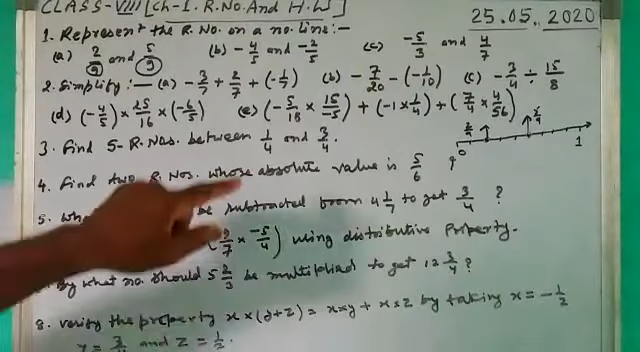 CLASS-VIII [Ch-1. R.No. And H.W] 25.05.2020
1. Represent the R.No. on a no. line:-
(a) 2/9 and 5/9 (b) -4/5 and -2/5 (c) -5/3 and 4/7
2. Simplify:- (a) -3/7 + 2/7 + (-1/7) (b) -7/20 - (-1/10) (c) -3/4 ÷ 15/8
(d) (-4/5) × 25/16 × (-6/5) (e) (-5/18 × 15/-5) + (-1 × 1/4) + (7/4 × 4/56)
0 1
3. Find 5-R.Nos. between 1/4 and 3/4.
4. Find two R.Nos. whose absolute value is 5/6
5. be subtracted from 4 1/7 to get 3/4 ?
× -5/4) using distributive Property.
By what no. should 5 2/3 be multiplied to get 12 3/4 ?
8. Verify the property x × (y+z) = x×y + x×z by taking x = -1/2
and z = 1/2.